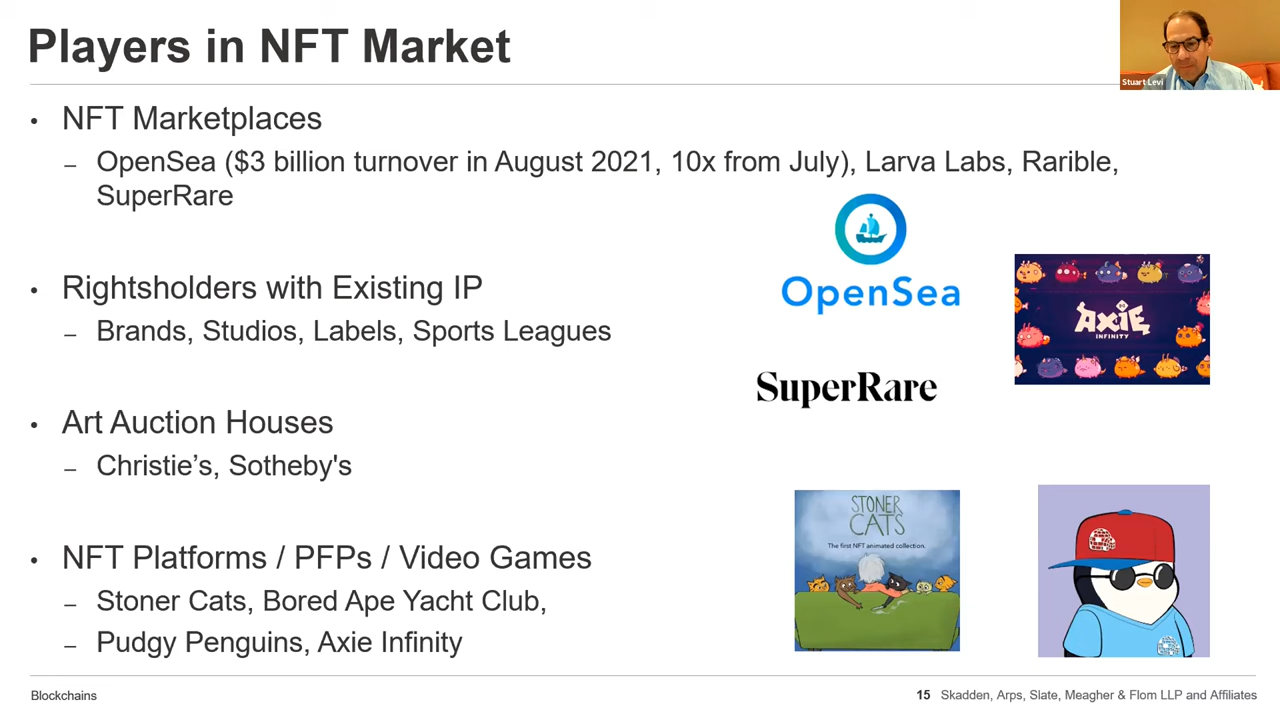 Players in NFT Market
Stuart Levi
• NFT Marketplaces
– OpenSea ($3 billion turnover in August 2021, 10x from July), Larva Labs, Rarible,
SuperRare
OpenSea
• Rightsholders with Existing IP
– Brands, Studios, Labels, Sports Leagues
AXIE
INFINITY
SuperRare
• Art Auction Houses
– Christie’s, Sotheby's
STONER
CATS
The first NFT animated collection.
• NFT Platforms / PFPs / Video Games
– Stoner Cats, Bored Ape Yacht Club,
– Pudgy Penguins, Axie Infinity
Blockchains
15 Skadden, Arps, Slate, Meagher & Flom LLP and Affiliates